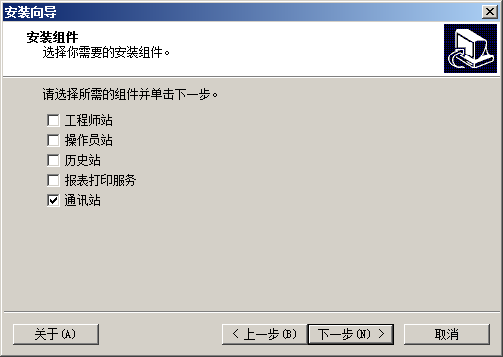 安装向导
安装组件
选择你需要的安装组件。
请选择所需的组件并单击下一步。
工程师站
操作员站
历史站
报表打印服务
通讯站
关于(A)
< 上一步(B)
下一步(N) >
取消